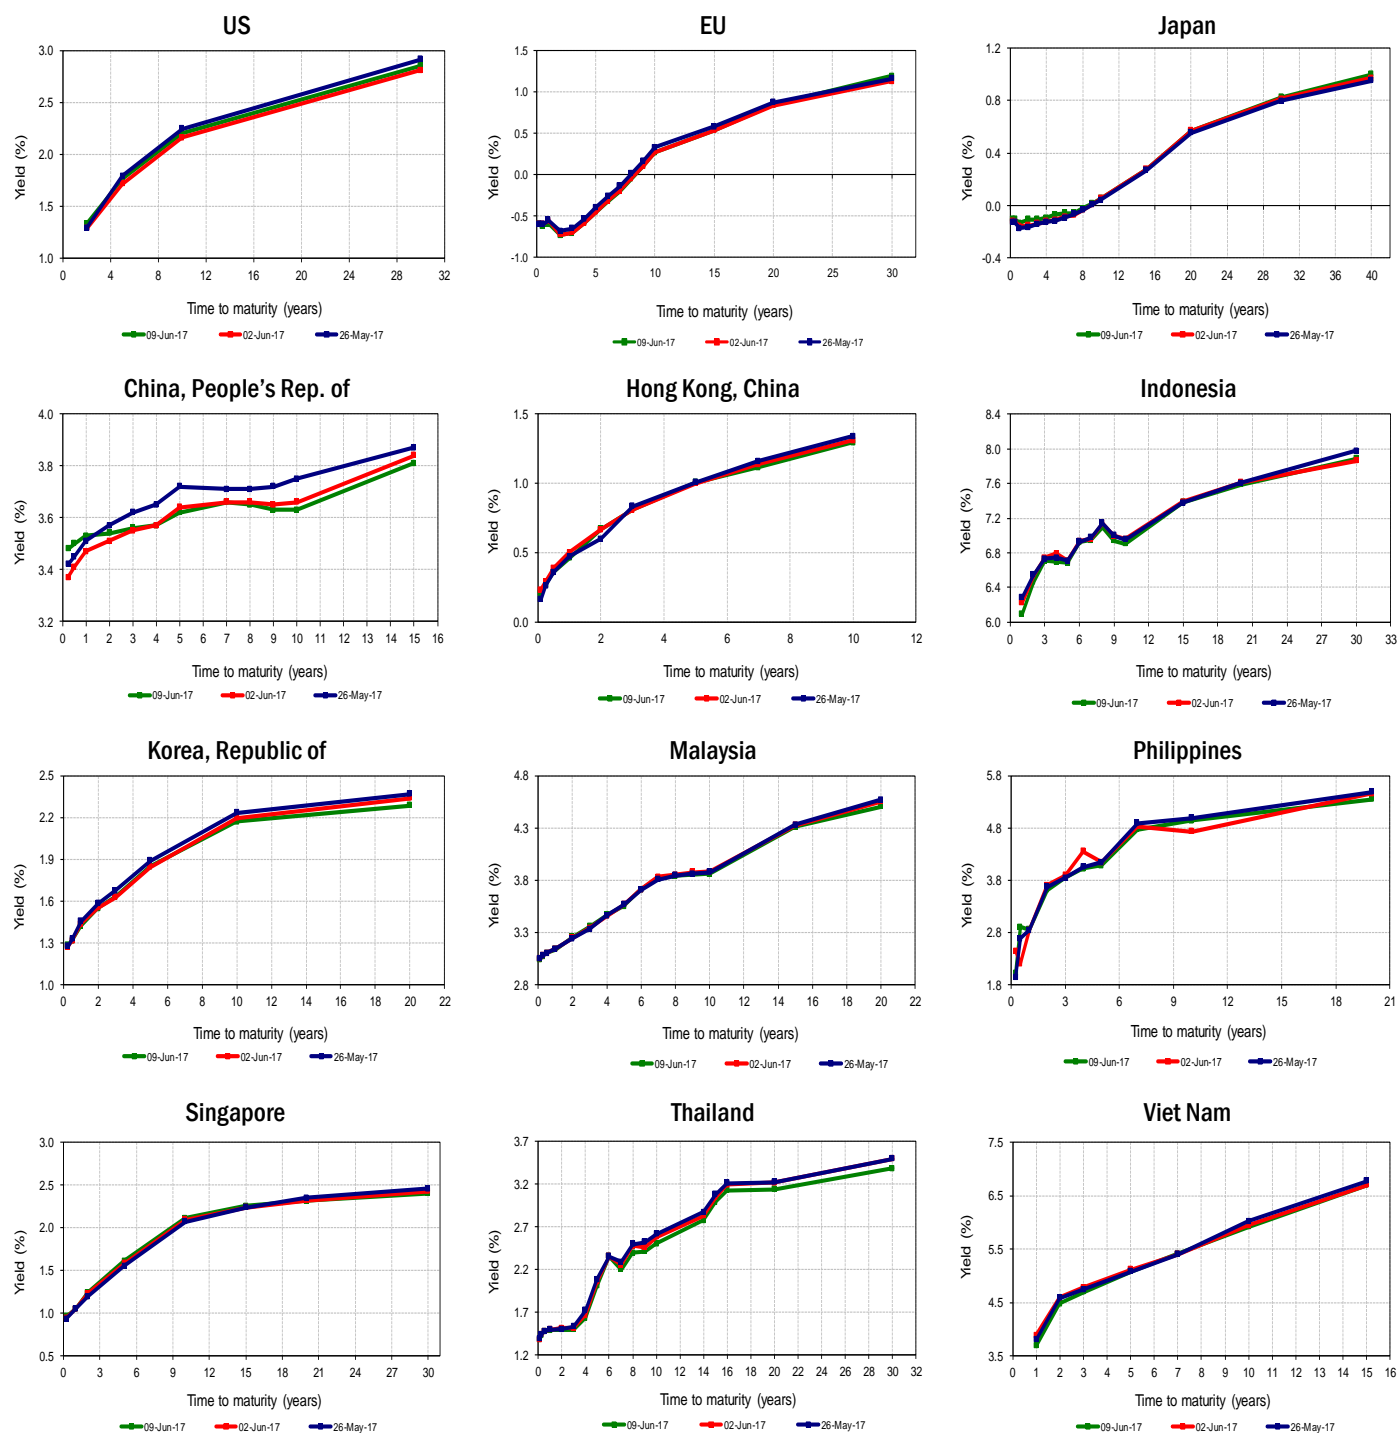 US
EU
Japan
3.0
2.5
2.0
1.5
1.0
Yield (%)
0 4 8 12 16 20 24 28 32
Time to maturity (years)
09-Jun-17 02-Jun-17 26-May-17
1.5
1.0
0.5
0.0
-0.5
-1.0
Yield (%)
0 5 10 15 20 25 30
Time to maturity (years)
09-Jun-17 02-Jun-17 26-May-17
1.2
0.8
0.4
0.0
-0.4
Yield (%)
0 4 8 12 16 20 24 28 32 36 40
Time to maturity (years)
09-Jun-17 02-Jun-17 26-May-17
China, People's Rep. of
Hong Kong, China
Indonesia
4.0
3.8
3.6
3.4
3.2
Yield (%)
0 1 2 3 4 5 6 7 8 9 10 11 12 13 14 15 16
Time to maturity (years)
09-Jun-17 02-Jun-17 26-May-17
1.5
1.0
0.5
0.0
Yield (%)
0 2 4 6 8 10 12
Time to maturity (years)
09-Jun-17 02-Jun-17 26-May-17
8.4
8.0
7.6
7.2
6.8
6.4
6.0
Yield (%)
0 3 6 9 12 15 18 21 24 27 30 33
Time to maturity (years)
09-Jun-17 02-Jun-17 26-May-17
Korea, Republic of
Malaysia
Philippines
2.5
2.2
1.9
1.6
1.3
1.0
Yield (%)
0 2 4 6 8 10 12 14 16 18 20 22
Time to maturity (years)
09-Jun-17 02-Jun-17 26-May-17
4.8
4.3
3.8
3.3
2.8
Yield (%)
0 2 4 6 8 10 12 14 16 18 20 22
Time to maturity (years)
09-Jun-17 02-Jun-17 26-May-17
5.8
4.8
3.8
2.8
1.8
Yield (%)
0 3 6 9 12 15 18 21
Time to maturity (years)
09-Jun-17 02-Jun-17 26-May-17
Singapore
Thailand
Viet Nam
3.0
2.5
2.0
1.5
1.0
0.5
Yield (%)
0 3 6 9 12 15 18 21 24 27 30
Time to maturity (years)
09-Jun-17 02-Jun-17 26-May-17
3.7
3.2
2.7
2.2
1.7
1.2
Yield (%)
0 2 4 6 8 10 12 14 16 18 20 22 24 26 28 30 32
Time to maturity (years)
09-Jun-17 02-Jun-17 26-May-17
7.5
6.5
5.5
4.5
3.5
Yield (%)
0 1 2 3 4 5 6 7 8 9 10 11 12 13 14 15 16
Time to maturity (years)
09-Jun-17 02-Jun-17 26-May-17